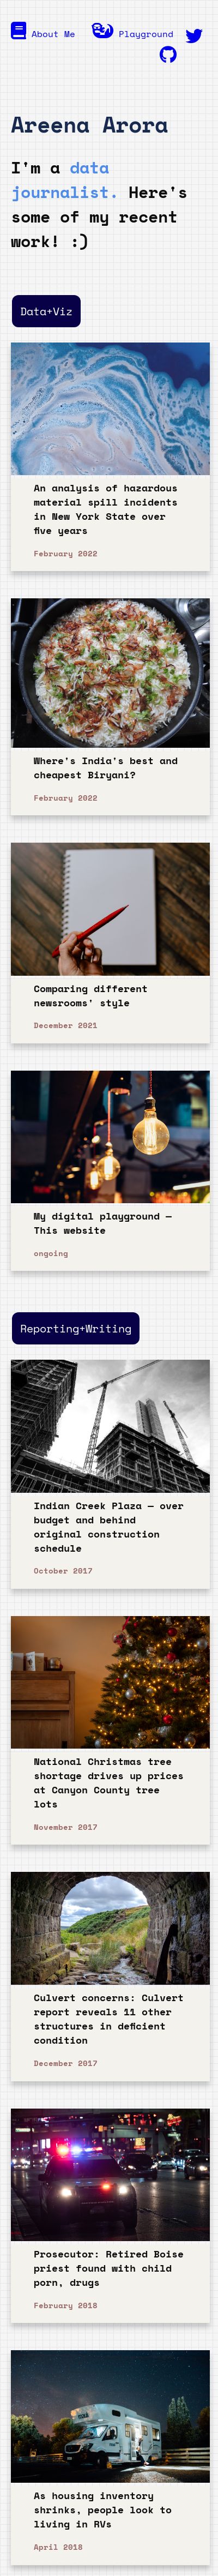 About Me
Playground
Areena Arora
I'm a data
journalist. Here's
some of my recent
work! :)
Data+Viz
An analysis of hazardous
material spill incidents
in New York State over
five years
February 2022
Where's India's best and
cheapest Biryani?
February 2022
Comparing different
newsrooms' style
December 2021
My digital playground —
This website
ongoing
Reporting+Writing
Indian Creek Plaza — over
budget and behind
original construction
schedule
October 2017
National Christmas tree
shortage drives up prices
at Canyon County tree
lots
November 2017
Culvert concerns: Culvert
report reveals 11 other
structures in deficient
condition
December 2017
Prosecutor: Retired Boise
priest found with child
porn, drugs
February 2018
As housing inventory
shrinks, people look to
living in RVs
April 2018